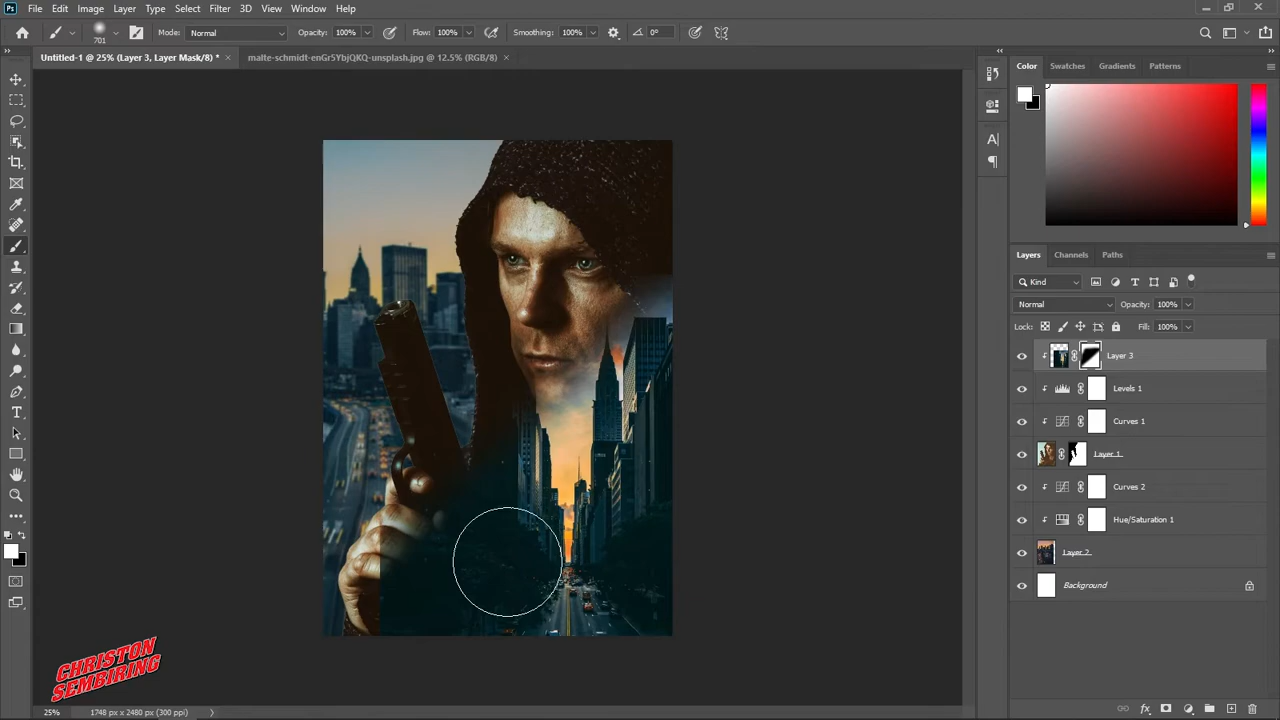 Ps File Edit Image Layer Type Select Filter 3D View Window Help
701 Mode: Normal Opacity: 100% Flow: 100% Smoothing: 100% 0°
Untitled-1 @ 25% (Layer 3, Layer Mask/8) * × malte-schmidt-enGr5YbjQKQ-unsplash.jpg @ 12.5% (RGB/8) ×
Color Swatches Gradients Patterns
Layers Channels Paths
Kind
Normal Opacity: 100%
Lock: Fill: 100%
Layer 3
Levels 1
Curves 1
Layer 1
Curves 2
Hue/Saturation 1
Layer 2
Background
CHRISTON
SEMBIRING
25% 1748 px x 2480 px (300 ppi)